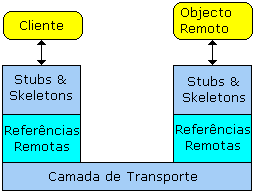 Cliente
Objecto
Remoto
Stubs &
Skeletons
Stubs &
Skeletons
Referências
Remotas
Referências
Remotas
Camada de Transporte